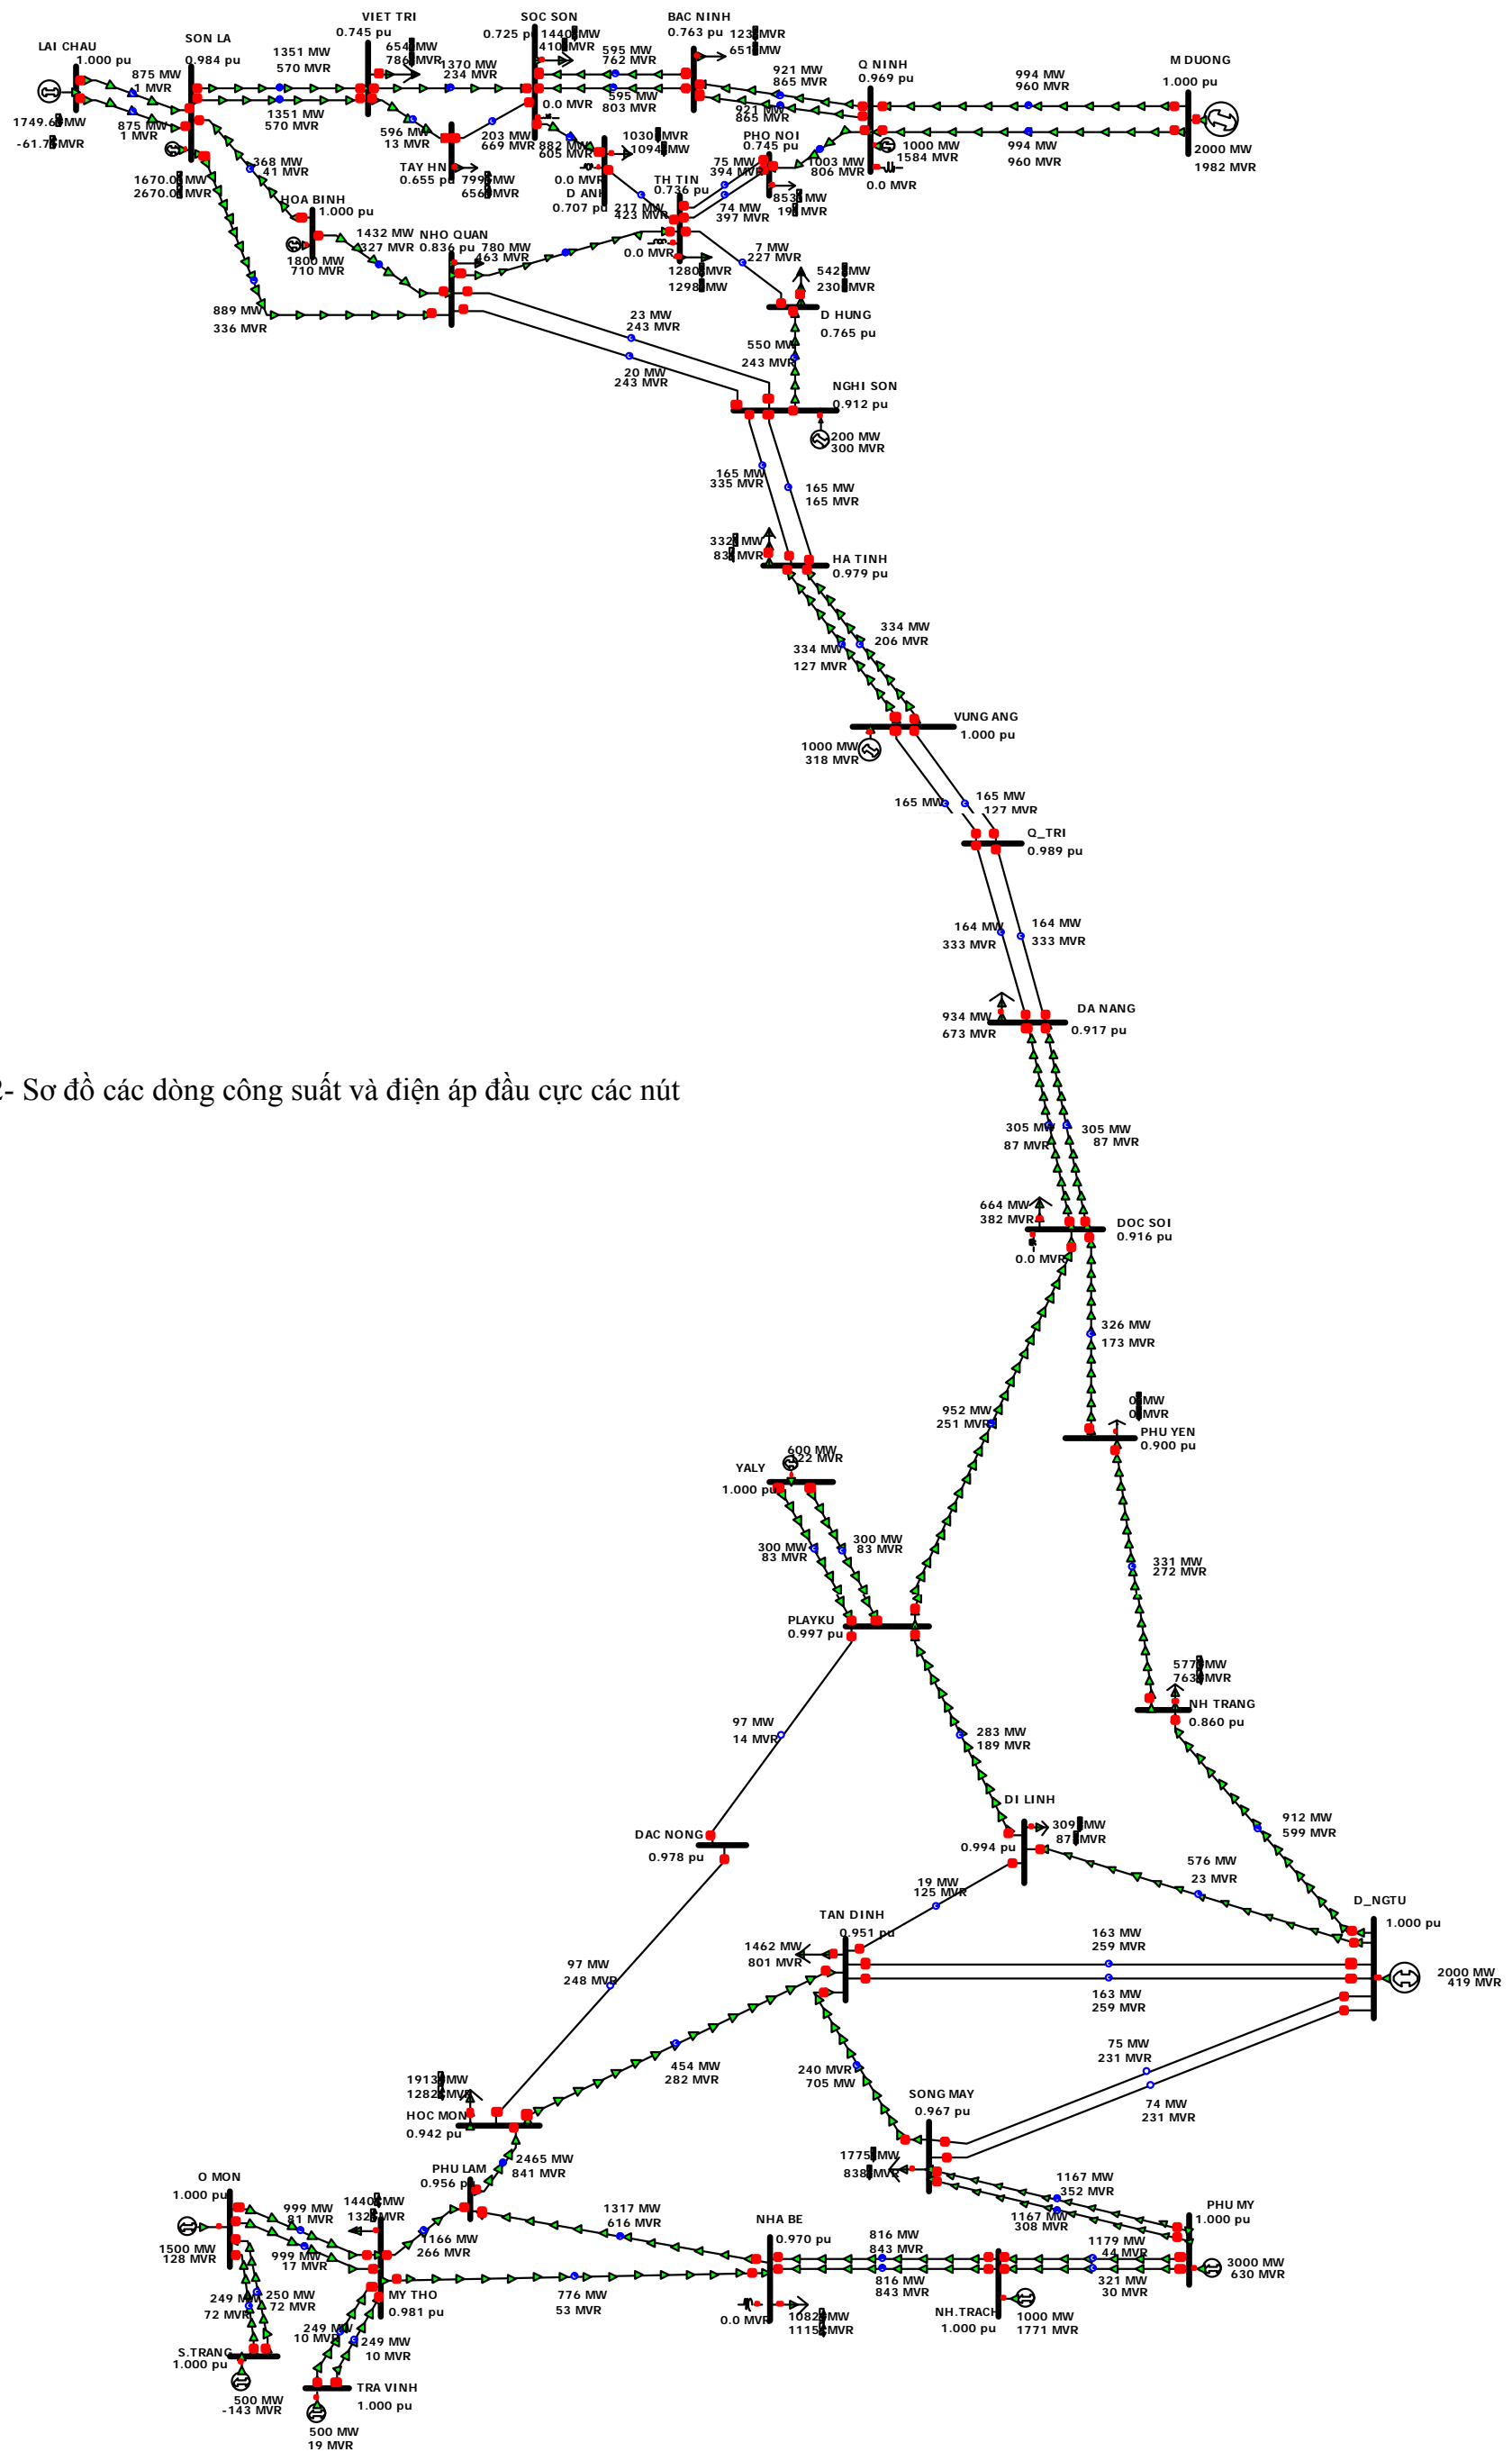 LAI CHAU
1.000 pu
875 MW
1 MVR
875 MW
1 MVR
1749.6 MW
-61.7 MVR
SON LA
0.984 pu
1351 MW
570 MVR
1351 MW
570 MVR
1670.0 MW
2670.0 MVR
368 MW
41 MVR
VIET TRI
0.745 pu
654 MW
786 MVR
1370 MW
234 MVR
596 MW
13 MVR
TAY HN
0.655 pu
799 MW
656 MVR
203 MW
669 MVR
SOC SON
0.725 pu
1440 MW
410 MVR
0.0 MVR
595 MW
762 MVR
595 MW
803 MVR
882 MW
605 MVR
BAC NINH
0.763 pu
123 MVR
651 MW
921 MW
865 MVR
921 MW
865 MVR
Q NINH
0.969 pu
994 MW
960 MVR
994 MW
960 MVR
1000 MW
1584 MVR
0.0 MVR
M DUONG
1.000 pu
2000 MW
1982 MVR
1030 MVR
1094 MW
0.0 MVR
D ANH
0.707 pu
217 MW
423 MVR
PHO NOI
0.745 pu
1003 MW
806 MVR
853 MW
19 MVR
75 MW
394 MVR
74 MW
397 MVR
TH TIN
0.736 pu
0.0 MVR
1280 MVR
1298 MW
7 MW
227 MVR
HOA BINH
1.000 pu
1800 MW
710 MVR
1432 MW
327 MVR
NHO QUAN
0.836 pu
780 MW
463 MVR
889 MW
336 MVR
542 MW
230 MVR
D HUNG
0.765 pu
23 MW
243 MVR
20 MW
243 MVR
550 MW
243 MVR
NGHI SON
0.912 pu
200 MW
300 MVR
165 MW
335 MVR
165 MW
165 MVR
332 MW
83 MVR
HA TINH
0.979 pu
334 MW
206 MVR
334 MW
127 MVR
VUNG ANG
1.000 pu
1000 MW
318 MVR
165 MW
165 MW
127 MVR
Q_TRI
0.989 pu
164 MW
333 MVR
164 MW
333 MVR
934 MW
673 MVR
DA NANG
0.917 pu
2- Sơ đồ các dòng công suất và điện áp đầu cực các nút
305 MW
87 MVR
305 MW
87 MVR
664 MW
382 MVR
DOC SOI
0.916 pu
0.0 MVR
326 MW
173 MVR
952 MW
251 MVR
0 MW
0 MVR
PHU YEN
0.900 pu
600 MW
122 MVR
YALY
1.000 pu
300 MW
83 MVR
300 MW
83 MVR
331 MW
272 MVR
PLAYKU
0.997 pu
577 MW
763 MVR
NH TRANG
0.860 pu
97 MW
14 MVR
283 MW
189 MVR
DI LINH
309 MW
87 MVR
0.994 pu
912 MW
599 MVR
DAC NONG
0.978 pu
576 MW
23 MVR
19 MW
125 MVR
D_NGTU
1.000 pu
TAN DINH
0.951 pu
1462 MW
801 MVR
163 MW
259 MVR
163 MW
259 MVR
2000 MW
419 MVR
97 MW
248 MVR
454 MW
282 MVR
75 MW
231 MVR
74 MW
231 MVR
240 MVR
705 MW
SONG MAY
0.967 pu
1913 MW
1282 MVR
HOC MON
0.942 pu
1775 MW
838 MVR
2465 MW
841 MVR
PHU LAM
0.956 pu
1167 MW
352 MVR
1167 MW
308 MVR
PHU MY
1.000 pu
O MON
1.000 pu
999 MW
81 MVR
999 MW
17 MVR
1440 MW
132 MVR
1166 MW
266 MVR
1317 MW
616 MVR
NHA BE
0.970 pu
816 MW
843 MVR
816 MW
843 MVR
1179 MW
44 MVR
321 MW
30 MVR
3000 MW
630 MVR
1500 MW
128 MVR
249 MW
72 MVR
250 MW
72 MVR
776 MW
53 MVR
MY THO
0.981 pu
0.0 MVR
1082 MW
1115 MVR
NH.TRACH
1.000 pu
1000 MW
1771 MVR
249 MW
10 MVR
249 MW
10 MVR
S.TRANG
1.000 pu
500 MW
-143 MVR
TRA VINH
1.000 pu
500 MW
19 MVR